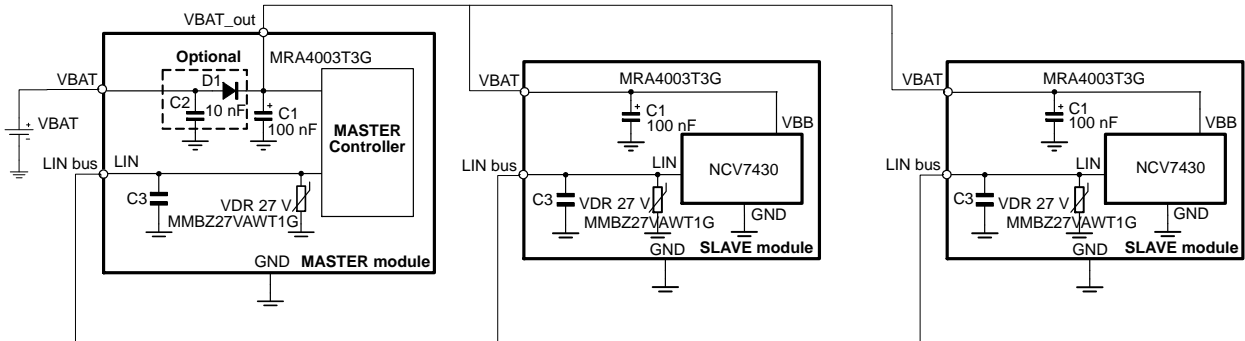 VBAT_out
Optional
MRA4003T3G
VBAT
D1
C2
10 nF
+
C1
100 nF
MASTER
Controller
+
-
VBAT
LIN bus
LIN
C3
VDR 27 V
MMBZ27VAWT1G
GND
MASTER module
VBAT
MRA4003T3G
+
C1
100 nF
VBB
LIN bus
LIN
NCV7430
C3
VDR 27 V
MMBZ27VAWT1G
GND
GND
SLAVE module
VBAT
MRA4003T3G
+
C1
100 nF
VBB
LIN bus
LIN
NCV7430
C3
VDR 27 V
MMBZ27VAWT1G
GND
GND
SLAVE module